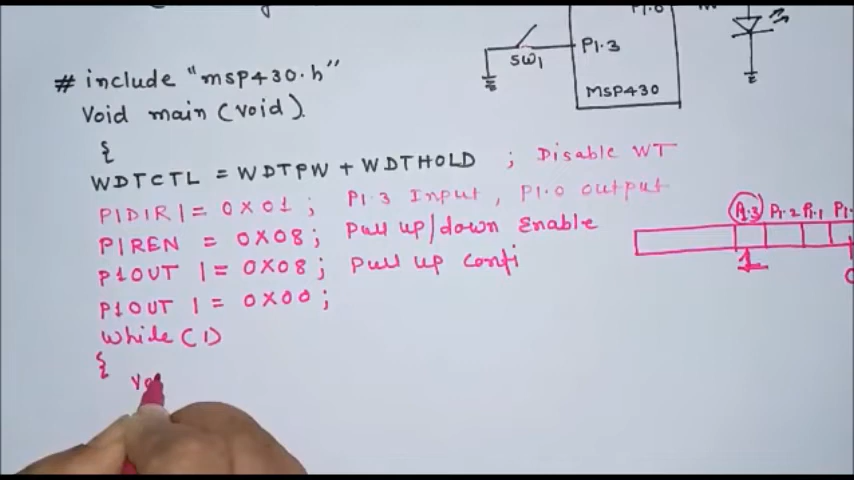 P1.0
P1.3
SW1
MSP430
# include "msp430.h"
Void main (void)
{
WDTCTL = WDTPW + WDTHOLD ; Disable WT
P1DIR |= 0X01 ; P1.3 Input , P1.0 output
P1REN = 0X08 ; Pull up/down Enable
P1OUT |= 0X08 ; Pull up confi
P1OUT |= 0X00 ;
while (1)
{
P1.3 P1.2 P1.1
1